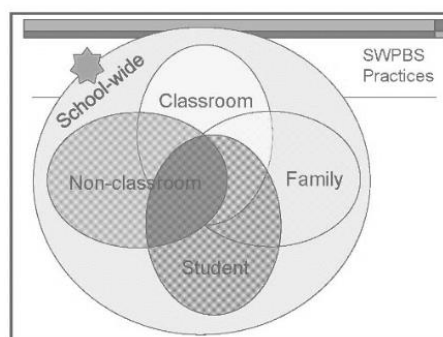 SWPBS
Practices
School-wide
Classroom
Non-classroom
Family
Student